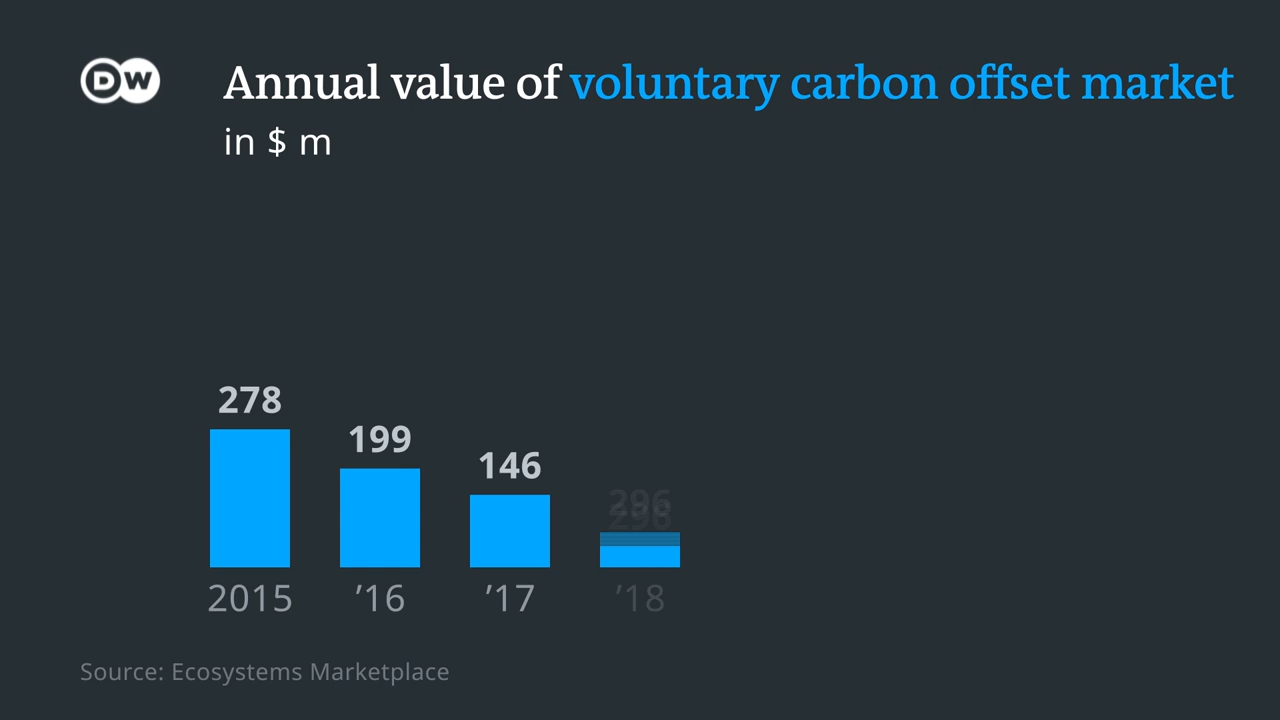 DW
Annual value of voluntary carbon offset market
in $ m
278
199
146
296
2015
’16
’17
’18
Source: Ecosystems Marketplace